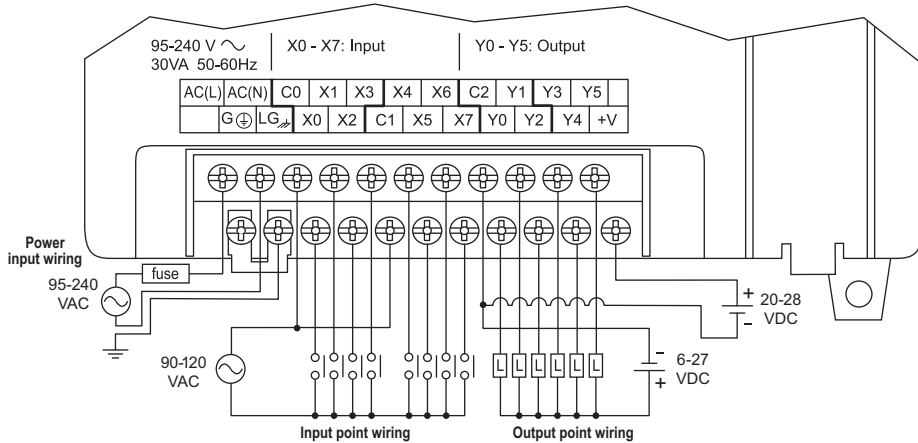 95-240 V
30VA 50-60Hz
X0 - X7: Input
Y0 - Y5: Output
AC(L) AC(N) C0 X1 X3 X4 X6 C2 Y1 Y3 Y5
G LG X0 X2 C1 X5 X7 Y0 Y2 Y4 +V
Power
input wiring
fuse
95-240
VAC
+
20-28
VDC
-
90-120
VAC
-
6-27
VDC
+
L L L L L L
Input point wiring
Output point wiring